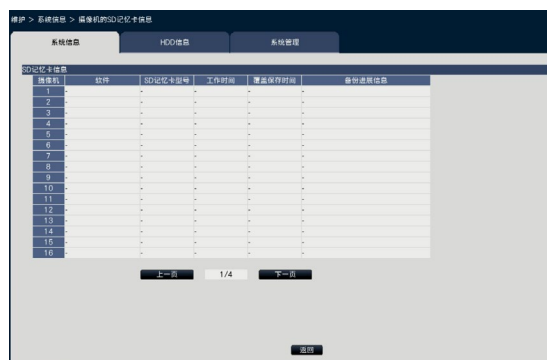 维护 > 系统信息 > 摄像机的SD记忆卡信息
系统信息 HDD信息 系统管理
SD记忆卡信息
摄像机 软件 SD记忆卡型号 工作时间 覆盖保存时间 备份进展信息
1 - - - - -
2 - - - - -
3 - - - - -
4 - - - - -
5 - - - - -
6 - - - - -
7 - - - - -
8 - - - - -
9 - - - - -
10 - - - - -
11 - - - - -
12 - - - - -
13 - - - - -
14 - - - - -
15 - - - - -
16 - - - - -
上一页 1/4 下一页
返回